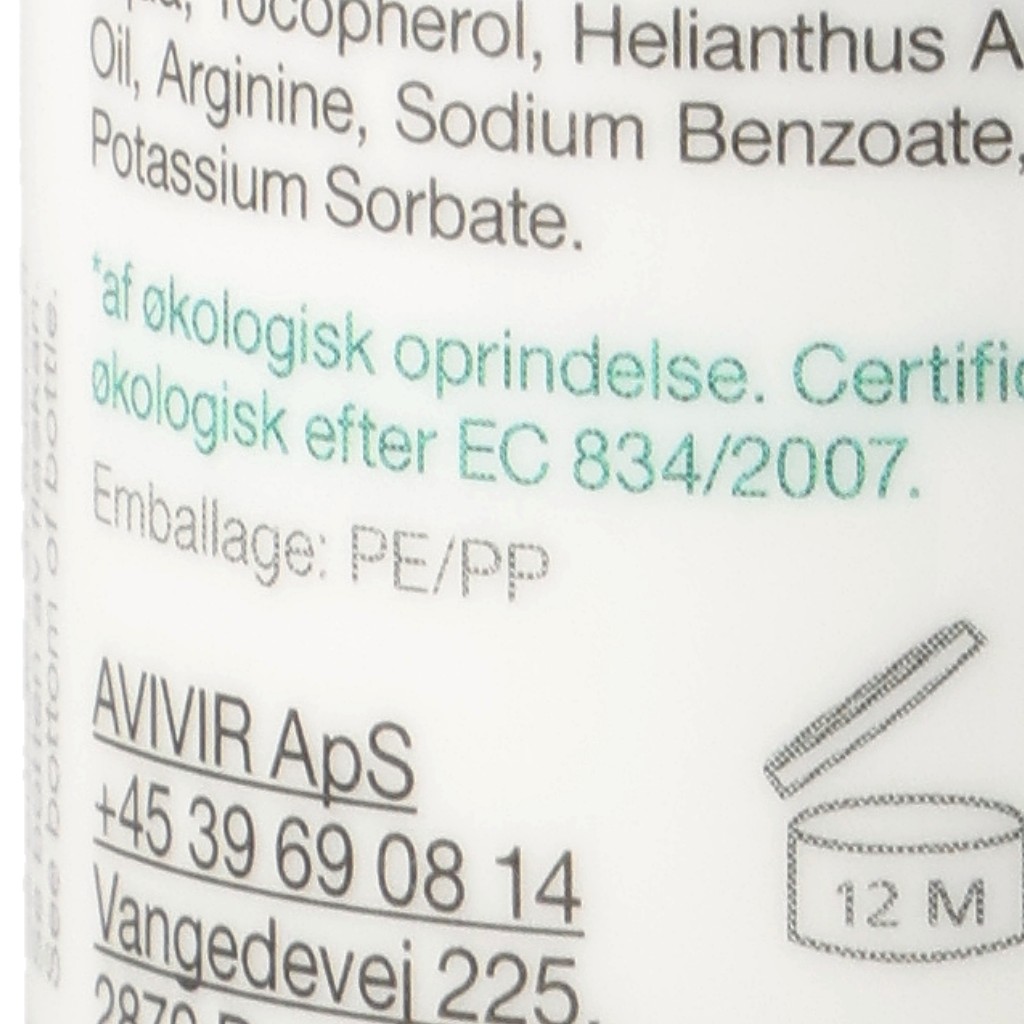 Tocopherol, Helianthus
Oil, Arginine, Sodium Benzoate,
Potassium Sorbate.
*af økologisk oprindelse.
økologisk efter EC 834/2007.
Emballage: PE/PP
AVIVIR ApS
+45 39 69 08 14
Vangedevej 225,
2870
12 M
See bottom of bottle.